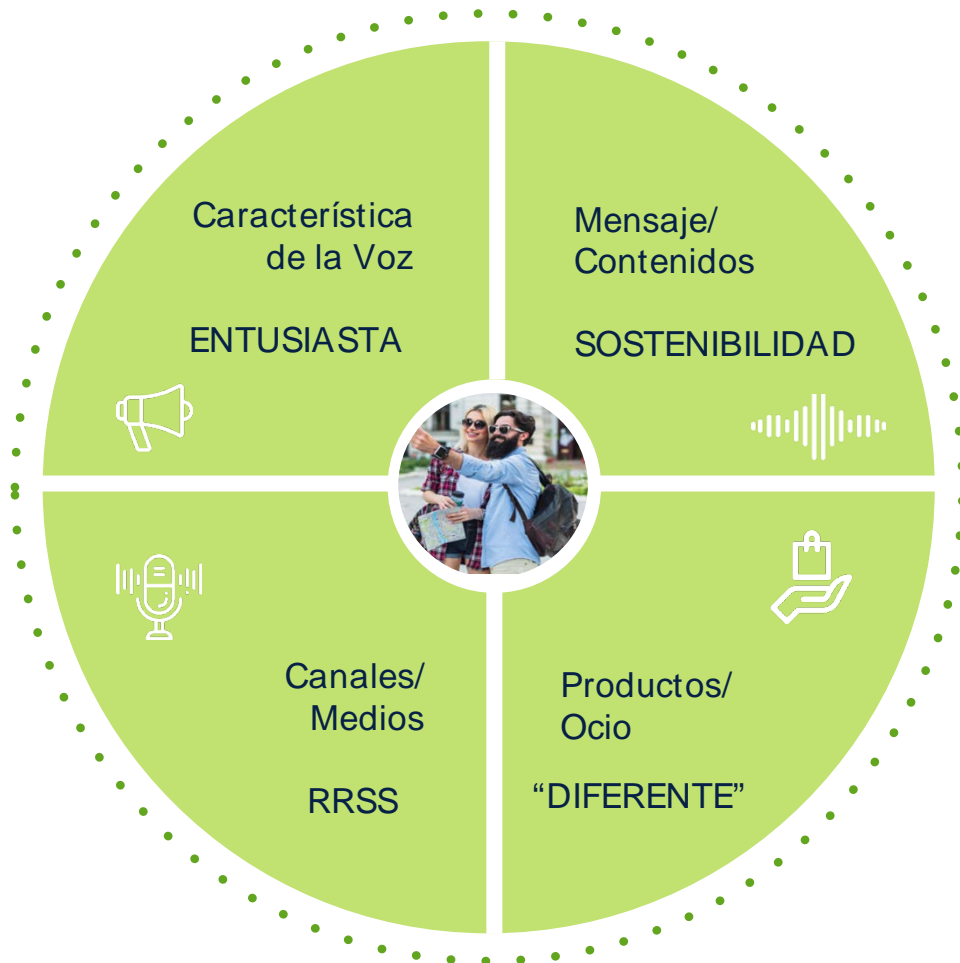 Característica
de la Voz
ENTUSIASTA
Mensaje/
Contenidos
SOSTENIBILIDAD
Canales/
Medios
RRSS
Productos/
Ocio
“DIFERENTE”